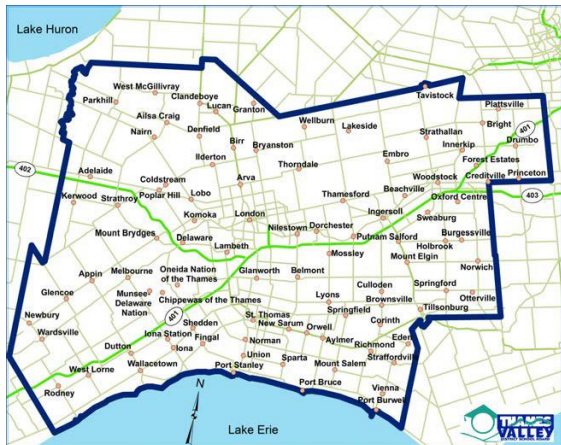 Lake Huron
West McGillivray
Parkhill
Clandeboye
Lucan
Granton
Tavistock
Plattsville
Ailsa Craig
Nairn
Denfield
Wellburn
Lakeside
Strathallan
Bright
401
Drumbo
Birr
Bryanston
Innerkip
Ilderton
Thorndale
Embro
Forest Estates
402
Adelaide
Coldstream
Poplar Hill
Arva
Woodstock
Creditville
Princeton
403
Kerwood
Strathroy
Lobo
Thamesford
Beachville
Oxford Centre
Komoka
London
Ingersoll
Sweaburg
Mount Brydges
Delaware
Nilestown
Dorchester
Putnam
Salford
Burgessville
Holbrook
Lambeth
Mossley
Mount Elgin
Norwich
Appin
Melbourne
Oneida Nation
of the Thames
Glanworth
Belmont
Culloden
Springford
Otterville
Glencoe
Munsee
Delaware
Nation
Chippewas of the Thames
Lyons
Brownsville
Tillsonburg
Newbury
Wardsville
401
Shedden
St. Thomas
New Sarum
Springfield
Corinth
Iona Station
Fingal
Orwell
Aylmer
Eden
Dutton
Iona
Norman
Union
Richmond
Straffordville
Wallacetown
Sparta
Mount Salem
West Lorne
Port Stanley
Rodney
Port Bruce
Vienna
Port Burwell
N
Lake Erie
THAMES
VALLEY
DISTRICT SCHOOL BOARD